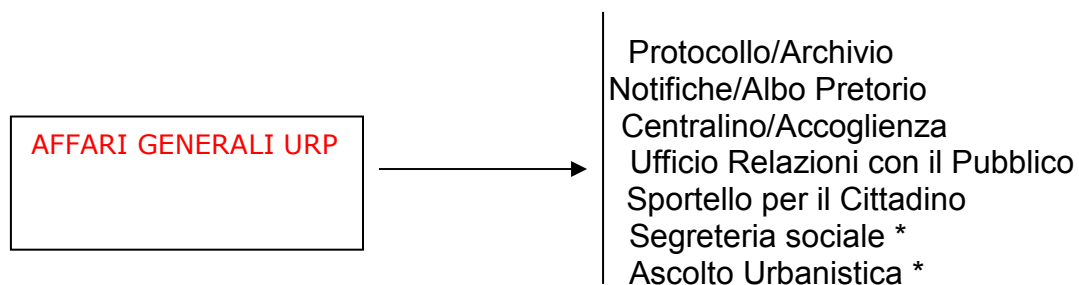 AFFARI GENERALI URP
Protocollo/Archivio
Notifiche/Albo Pretorio
Centralino/Accoglienza
Ufficio Relazioni con il Pubblico
Sportello per il Cittadino
Segreteria sociale *
Ascolto Urbanistica *